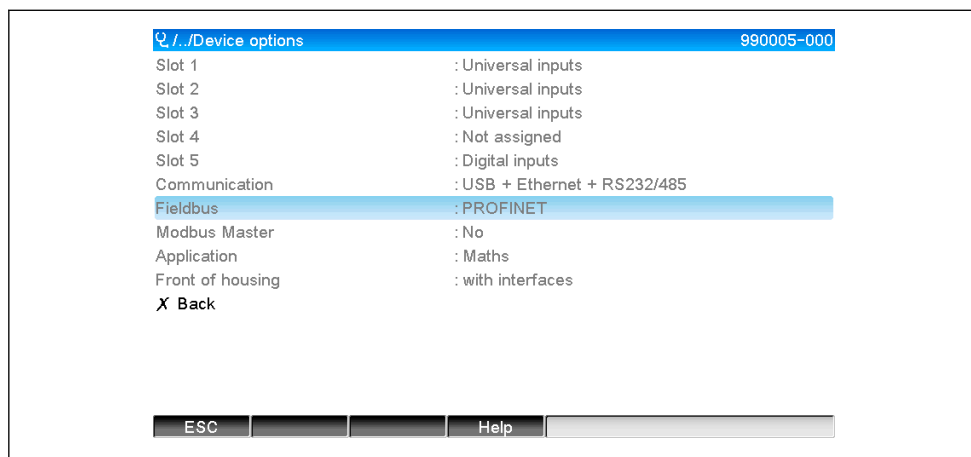 /../Device options 990005-000
Slot 1 : Universal inputs
Slot 2 : Universal inputs
Slot 3 : Universal inputs
Slot 4 : Not assigned
Slot 5 : Digital inputs
Communication : USB + Ethernet + RS232/485
Fieldbus : PROFINET
Modbus Master : No
Application : Maths
Front of housing : with interfaces
X Back
ESC Help